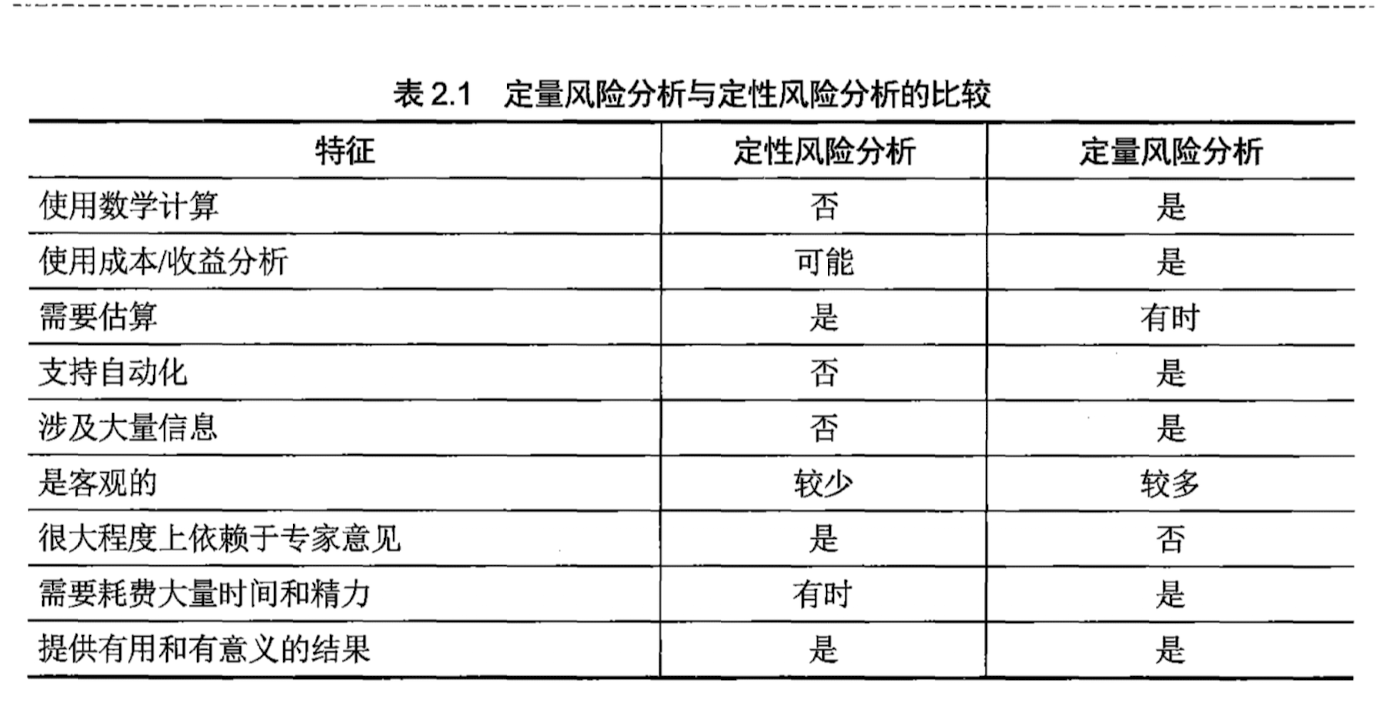 表 2.1 定量风险分析与定性风险分析的比较
特征 定性风险分析 定量风险分析
使用数学计算 否 是
使用成本/收益分析 可能 是
需要估算 是 有时
支持自动化 否 是
涉及大量信息 否 是
是客观的 较少 较多
很大程度上依赖于专家意见 是 否
需要耗费大量时间和精力 有时 是
提供有用和有意义的结果 是 是